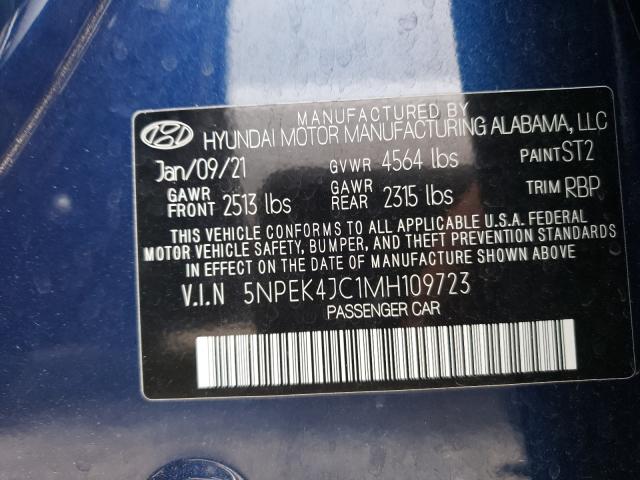 MANUFACTURED BY
HYUNDAI MOTOR MANUFACTURING ALABAMA, LLC
Jan/09/21 GVWR 4564 lbs PAINT ST2
GAWR FRONT 2513 lbs GAWR REAR 2315 lbs TRIM RBP
THIS VEHICLE CONFORMS TO ALL APPLICABLE U.S.A. FEDERAL
MOTOR VEHICLE SAFETY, BUMPER, AND THEFT PREVENTION STANDARDS
IN EFFECT ON THE DATE OF MANUFACTURE SHOWN ABOVE
V.I.N 5NPEK4JC1MH109723
PASSENGER CAR